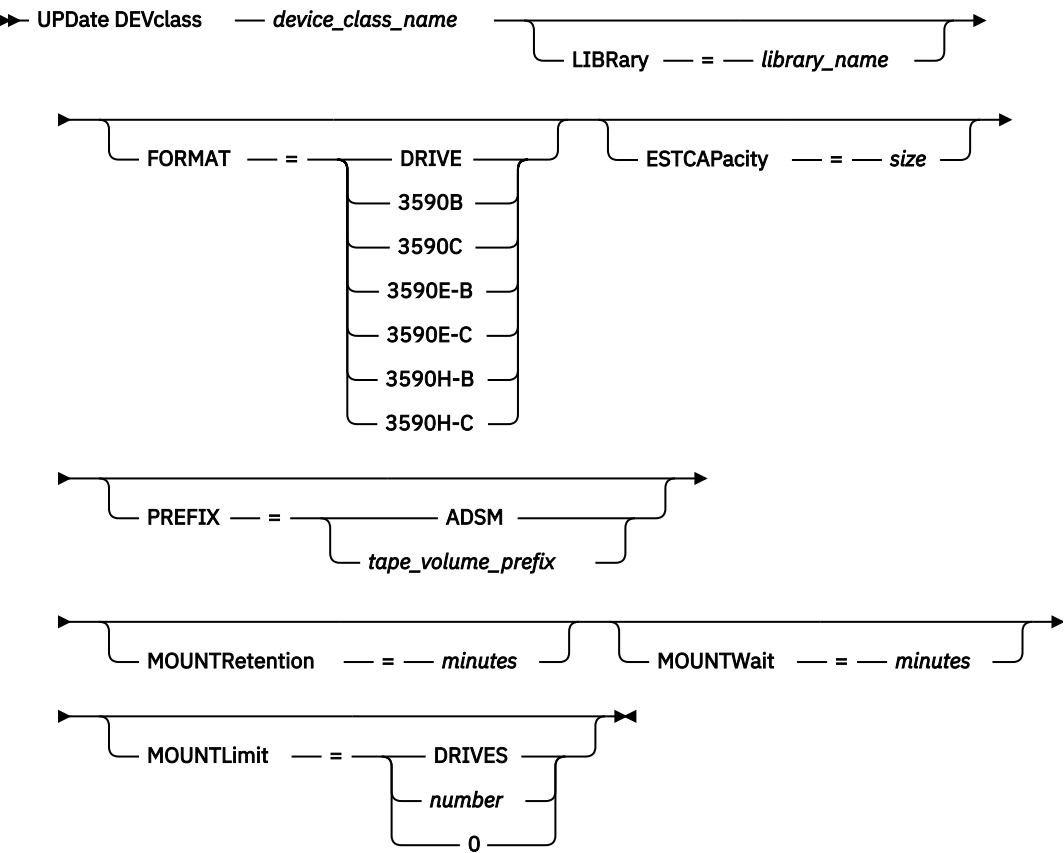 UPDate DEVclass — device_class_name
LIBRary — = — library_name
FORMAT — = — DRIVE
3590B
3590C
3590E-B
3590E-C
3590H-B
3590H-C
ESTCAPacity — = — size
PREFIX — = — ADSM
tape_volume_prefix
MOUNTRetention — = — minutes
MOUNTWait — = — minutes
MOUNTLimit — = — DRIVES
number
0